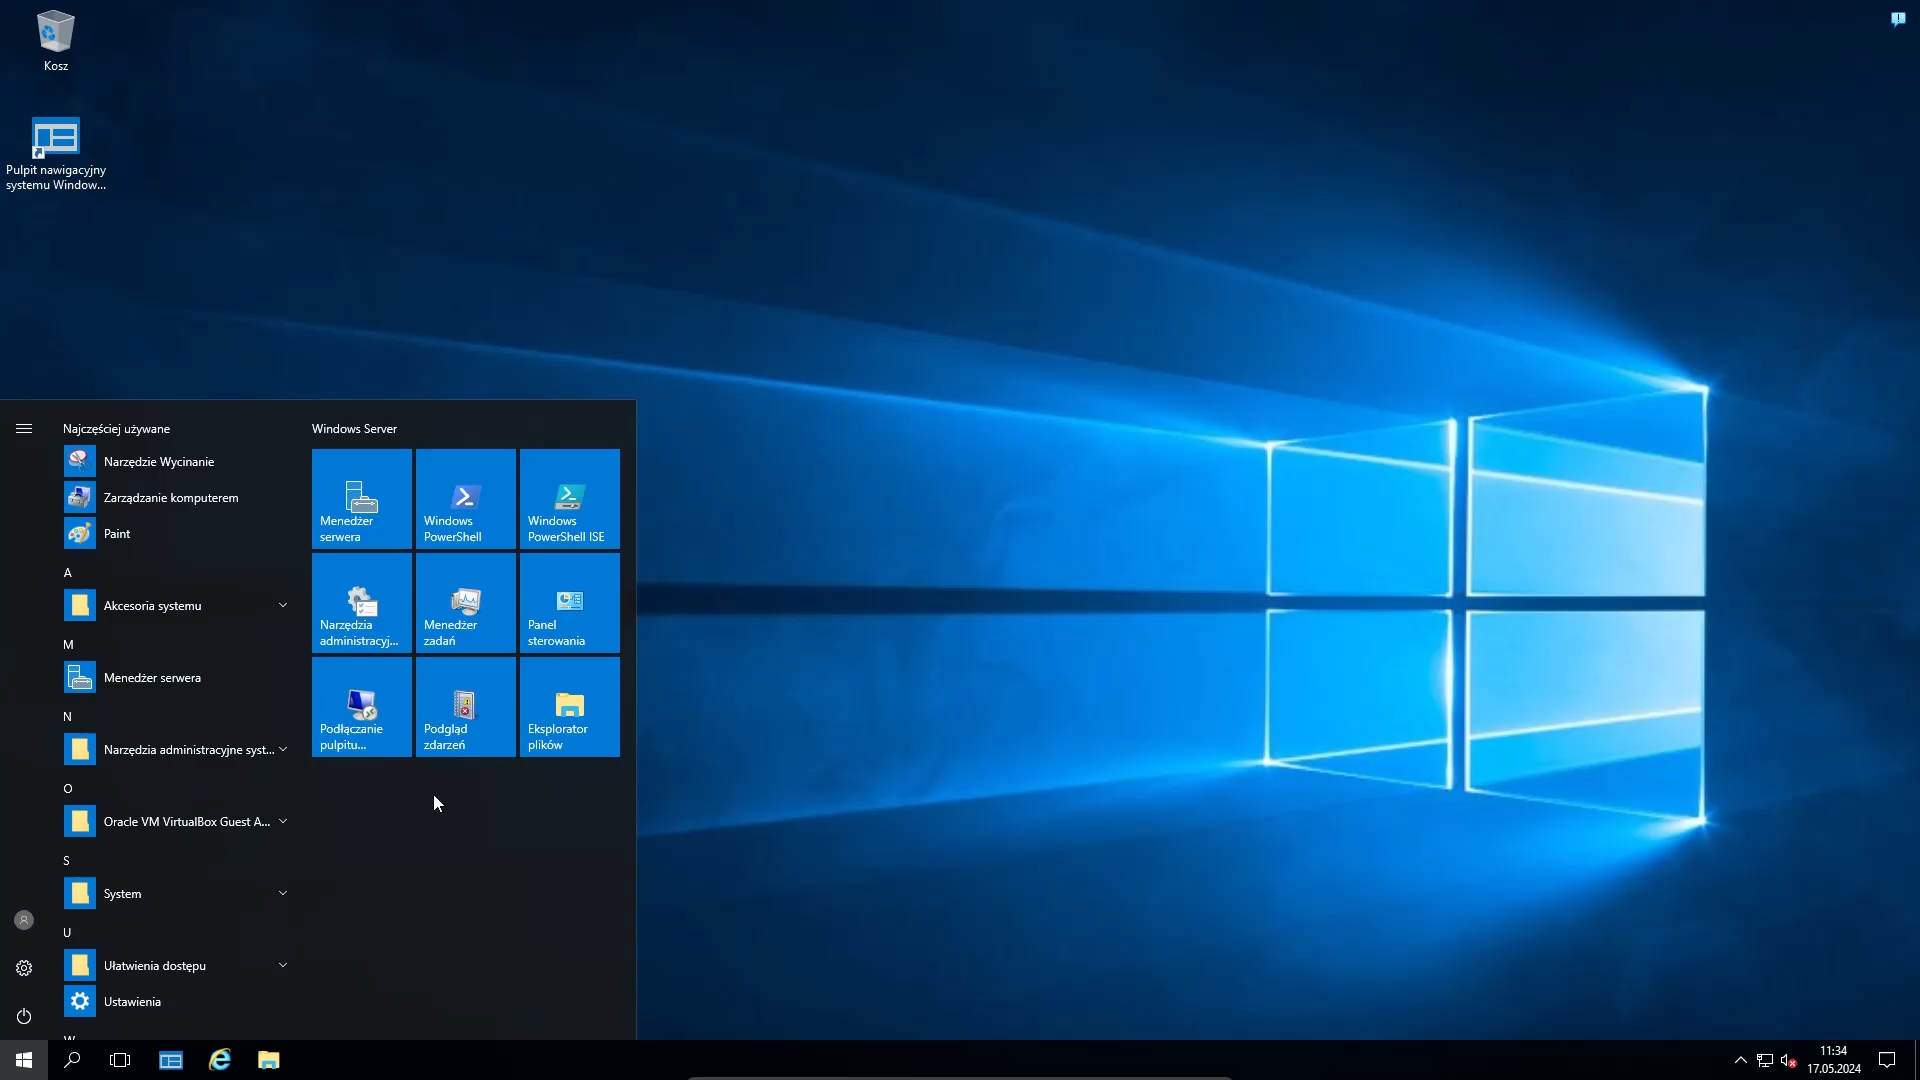 Kosz
Pulpit nawigacyjny
systemu Window...
Najczęściej używane
Narzędzie Wycinanie
Zarządzanie komputerem
Paint
A
Akcesoria systemu
M
Menedżer serwera
N
Narzędzia administracyjne syst...
O
Oracle VM VirtualBox Guest A...
S
System
U
Ułatwienia dostępu
Ustawienia
W
Windows Server
Menedżer
serwera
Windows
PowerShell
Windows
PowerShell ISE
Narzędzia
administracyj...
Menedżer
zadań
Panel
sterowania
Podłączanie
pulpitu...
Podgląd
zdarzeń
Eksplorator
plików
11:34
17.05.2024